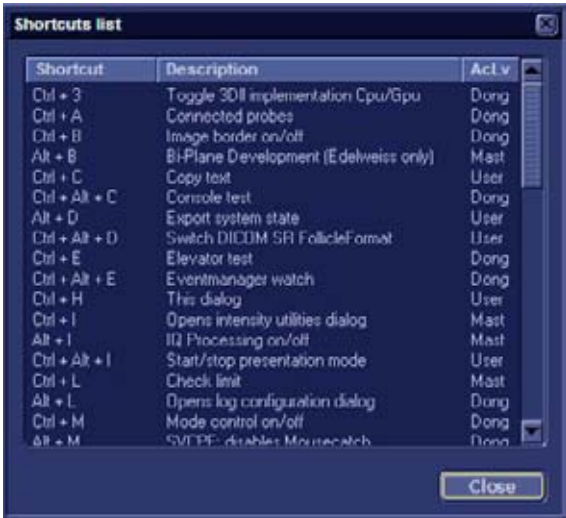 Shortcuts list
Shortcut Description AcLv
Ctrl + 3 Toggle 3DII implementation Cpu/Gpu Dong
Ctrl + A Connected probes Dong
Ctrl + B Image border on/off Dong
Alt + B Bi-Plane Development (Edelweiss only) Mast
Ctrl + C Copy text User
Ctrl + Alt + C Console test Dong
Alt + D Export system state User
Ctrl + Alt + D Switch DICOM SR FollicleFormat User
Ctrl + E Elevator test Dong
Ctrl + Alt + E Eventmanager watch Dong
Ctrl + H This dialog User
Ctrl + I Opens intensity utilities dialog Mast
Alt + I IQ Processing on/off Mast
Ctrl + Alt + I Start/stop presentation mode User
Ctrl + L Check limit Mast
Alt + L Opens log configuration dialog Dong
Ctrl + M Mode control on/off Dong
Alt + M disables Mousecatch Dong
Close